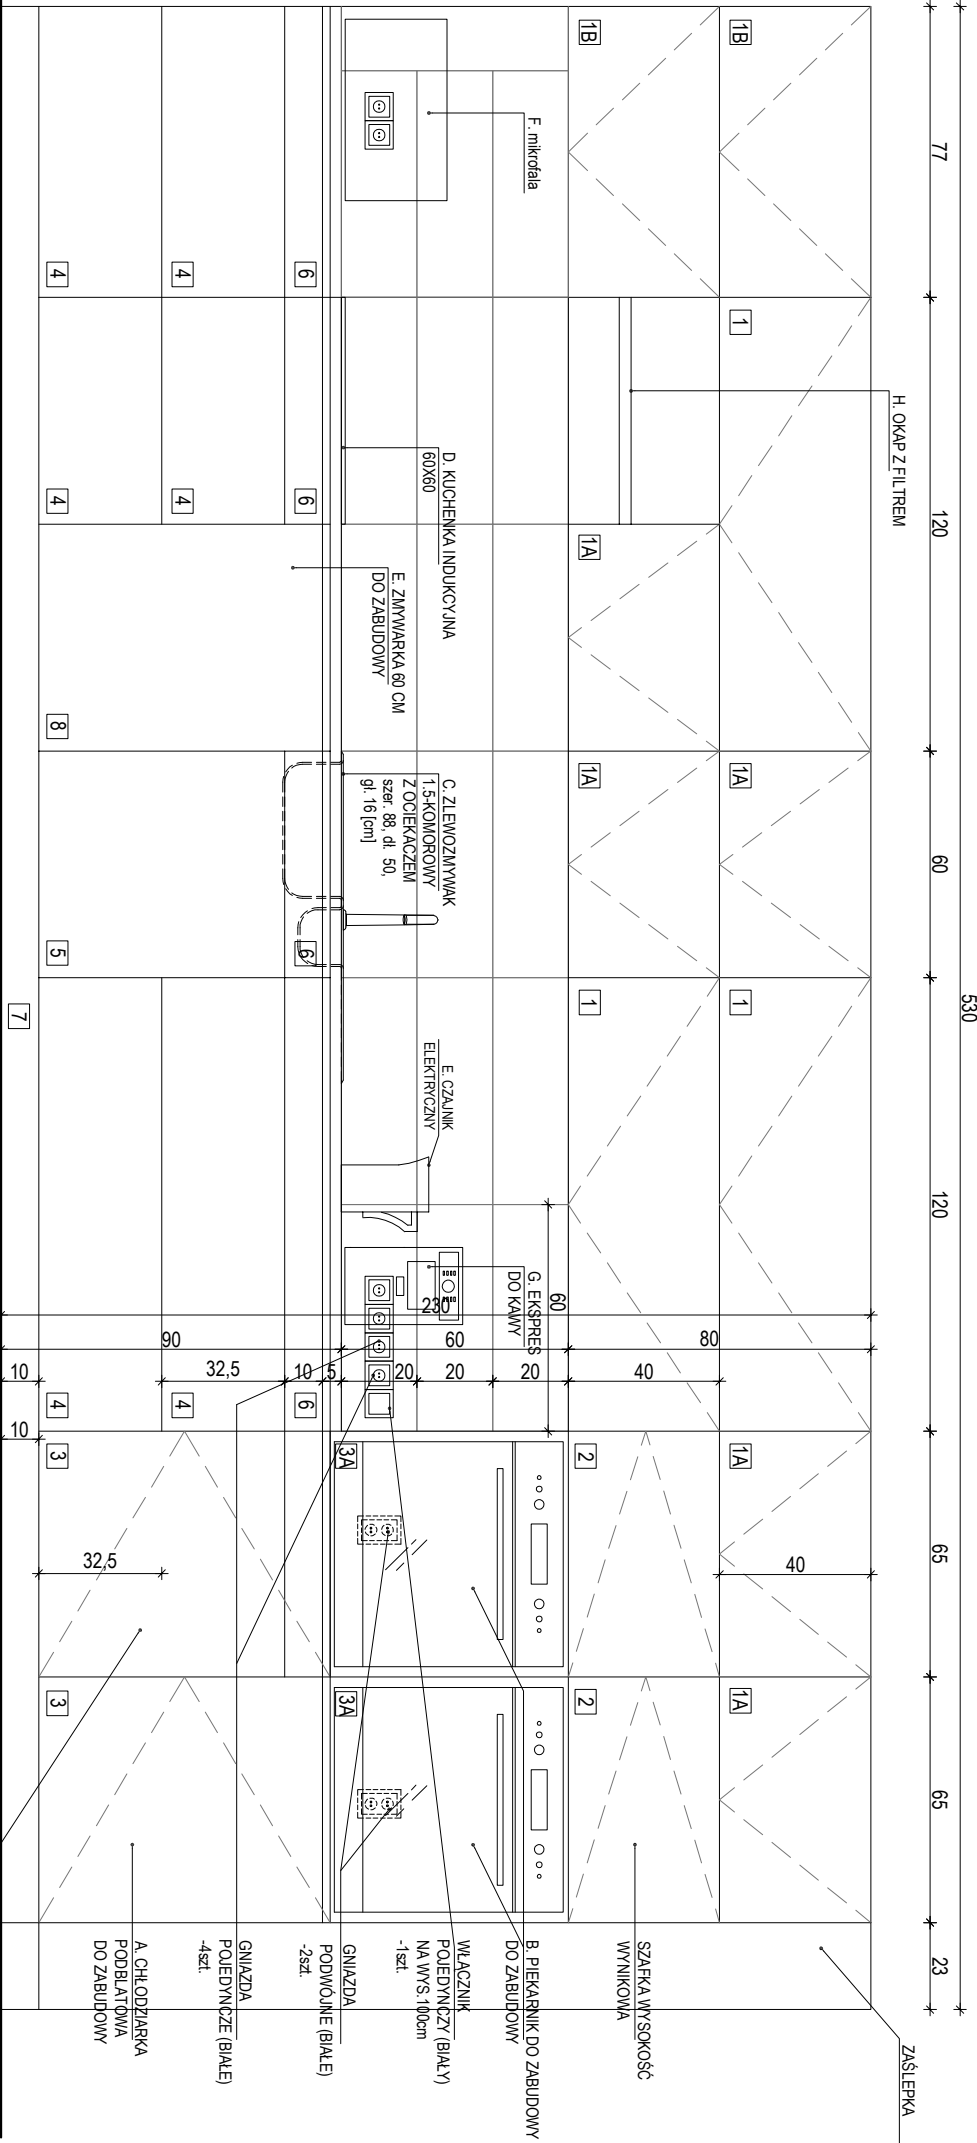 530
77
120
60
120
65
65
23
ZAŚLEPKA
H. OKAP Z FILTREM
1B
1
1A
1
1A
1A
40
1B
1A
1A
1
2
2
SZAFKA WYSOKOŚĆ
WYNIKOWA
F. mikrofala
D. KUCHENKA INDUKCYJNA
60X60
E. ZMYWARKA 60 CM
DO ZABUDOWY
C. ZLEWOZMYWAK
1.5-KOMOROWY
Z OCIEKACZEM
szer. 88, dł. 50,
gł. 16 [cm]
E. CZAJNIK
ELEKTRYCZNY
G. EKSPRES
DO KAWY
60
230
90
60
80
10
32,5
10
5
20
20
20
40
10
32,5
3A
3A
B. PIEKARNIK DO ZABUDOWY
DO ZABUDOWY
WŁĄCZNIK
POJEDYNCZY (BIAŁY)
NA WYS.100cm
-1szt.
GNIAZDA
PODWÓJNE (BIAŁE)
-2szt.
GNIAZDA
POJEDYNCZE (BIAŁE)
-4szt.
A. CHŁODZIARKA
PODBLATOWA
DO ZABUDOWY
6
6
6
6
4
4
4
4
4
8
5
4
3
3
7